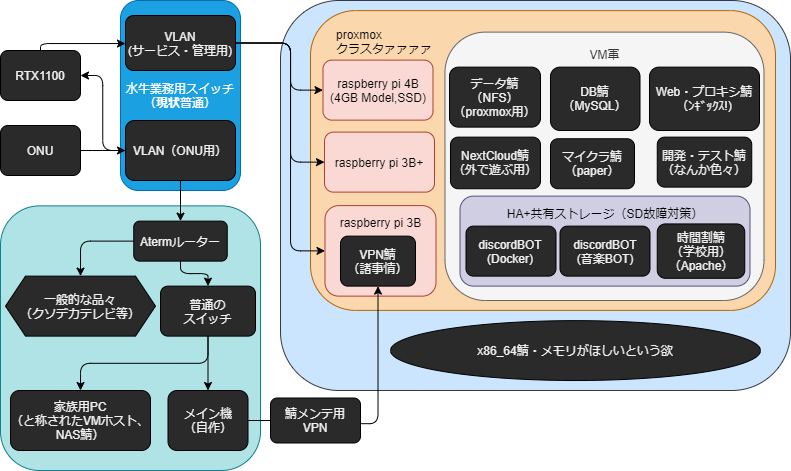 VLAN
(サービス・管理用)
RTX1100
水牛業務用スイッチ
(現状普通)
ONU
VLAN（ONU用）
Atermルーター
一般的な品々
(クソデカテレビ等)
普通の
スイッチ
家族用PC
(と称されたVMホスト、
NAS鯖)
メイン機
（自作）
鯖メンテ用
VPN
proxmox
クラスタァァァァ
raspberry pi 4B
(4GB Model,SSD)
raspberry pi 3B+
raspberry pi 3B
VPN鯖
（諸事情）
VM軍
データ鯖
（NFS）
(proxmox用）
DB鯖
（MySQL）
Web・プロキシ鯖
（ﾝｷﾞｯｸｽ!）
NextCloud鯖
（外で遊ぶ用）
マイクラ鯖
(paper)
開発・テスト鯖
（なんか色々）
HA+共有ストレージ（SD故障対策）
discordBOT
(Docker)
discordBOT
（音楽BOT）
時間割鯖
（学校用）
（Apache）
x86_64鯖・メモリがほしいという欲